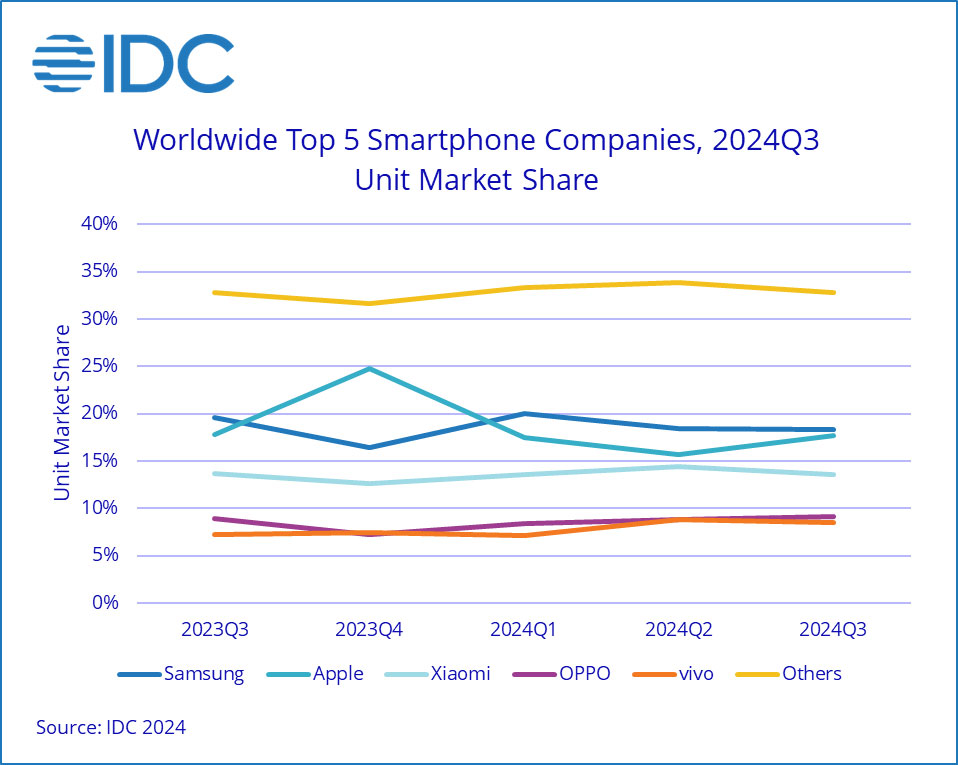 IDC
Worldwide Top 5 Smartphone Companies, 2024Q3
Unit Market Share
40%
35%
30%
25%
20%
15%
10%
5%
0%
Unit Market Share
2023Q3 2023Q4 2024Q1 2024Q2 2024Q3
Samsung Apple Xiaomi OPPO vivo Others
Source: IDC 2024